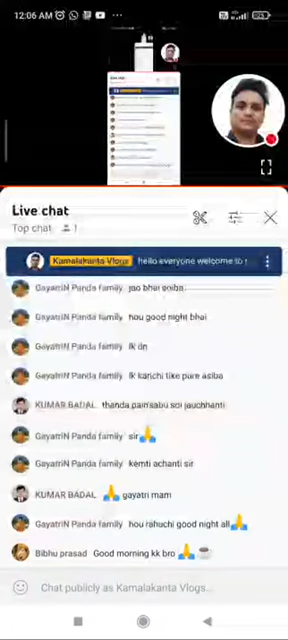 12:06 AM
Live chat
Top chat 1
Kamalakanta Vlogs hello everyone welcome to
GayatriN Panda family jao bhai soiba
GayatriN Panda family hou good night bhai
GayatriN Panda family lk dn
GayatriN Panda family lk karichi tike pare asiba
KUMAR BADAL thanda pain sabu soi jauchhanti
GayatriN Panda family sir🙏
GayatriN Panda family kemti achanti sir
KUMAR BADAL 🙏 gayatri mam
GayatriN Panda family hou rahuchi good night all🙏
Bibhu prasad Good morning kk bro 🙏☕
Chat publicly as Kamalakanta Vlogs...